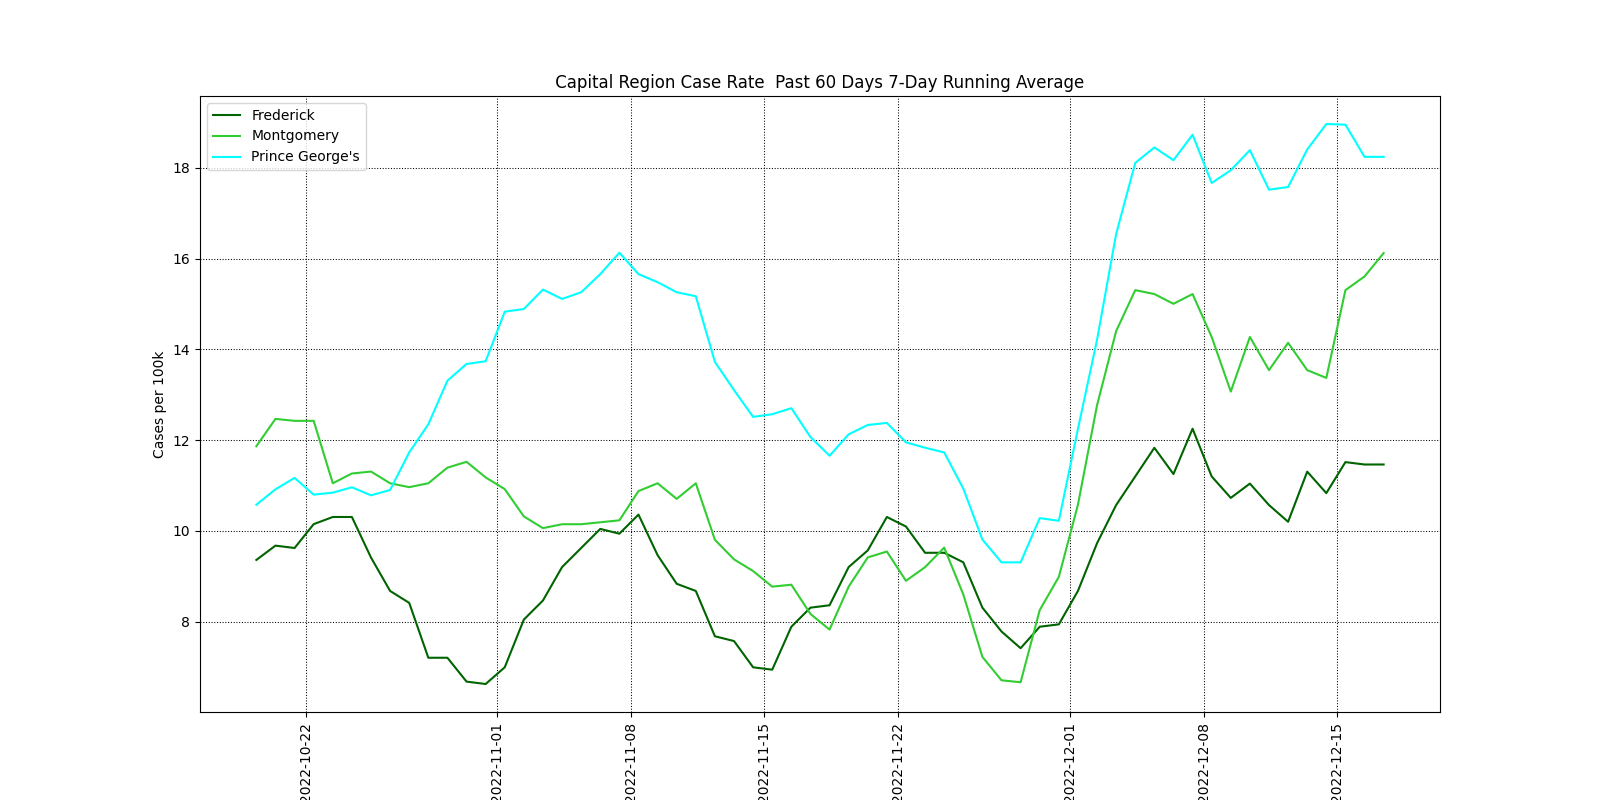 Capital Region Case Rate  Past 60 Days 7-Day Running Average
Frederick
Montgomery
Prince George's
Cases per 100k
18
16
14
12
10
8
2022-10-22
2022-11-01
2022-11-08
2022-11-15
2022-11-22
2022-12-01
2022-12-08
2022-12-15